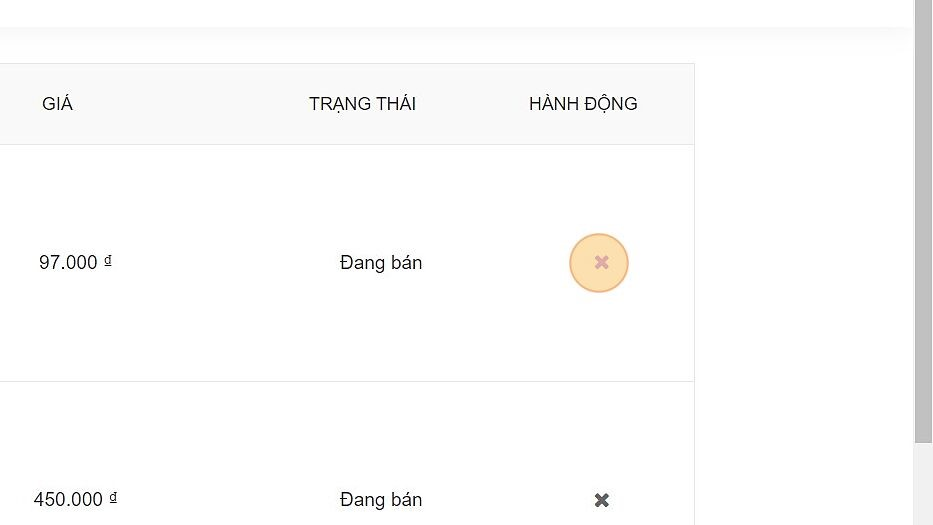 GIÁ TRẠNG THÁI HÀNH ĐỘNG
97.000 ₫ Đang bán
450.000 ₫ Đang bán